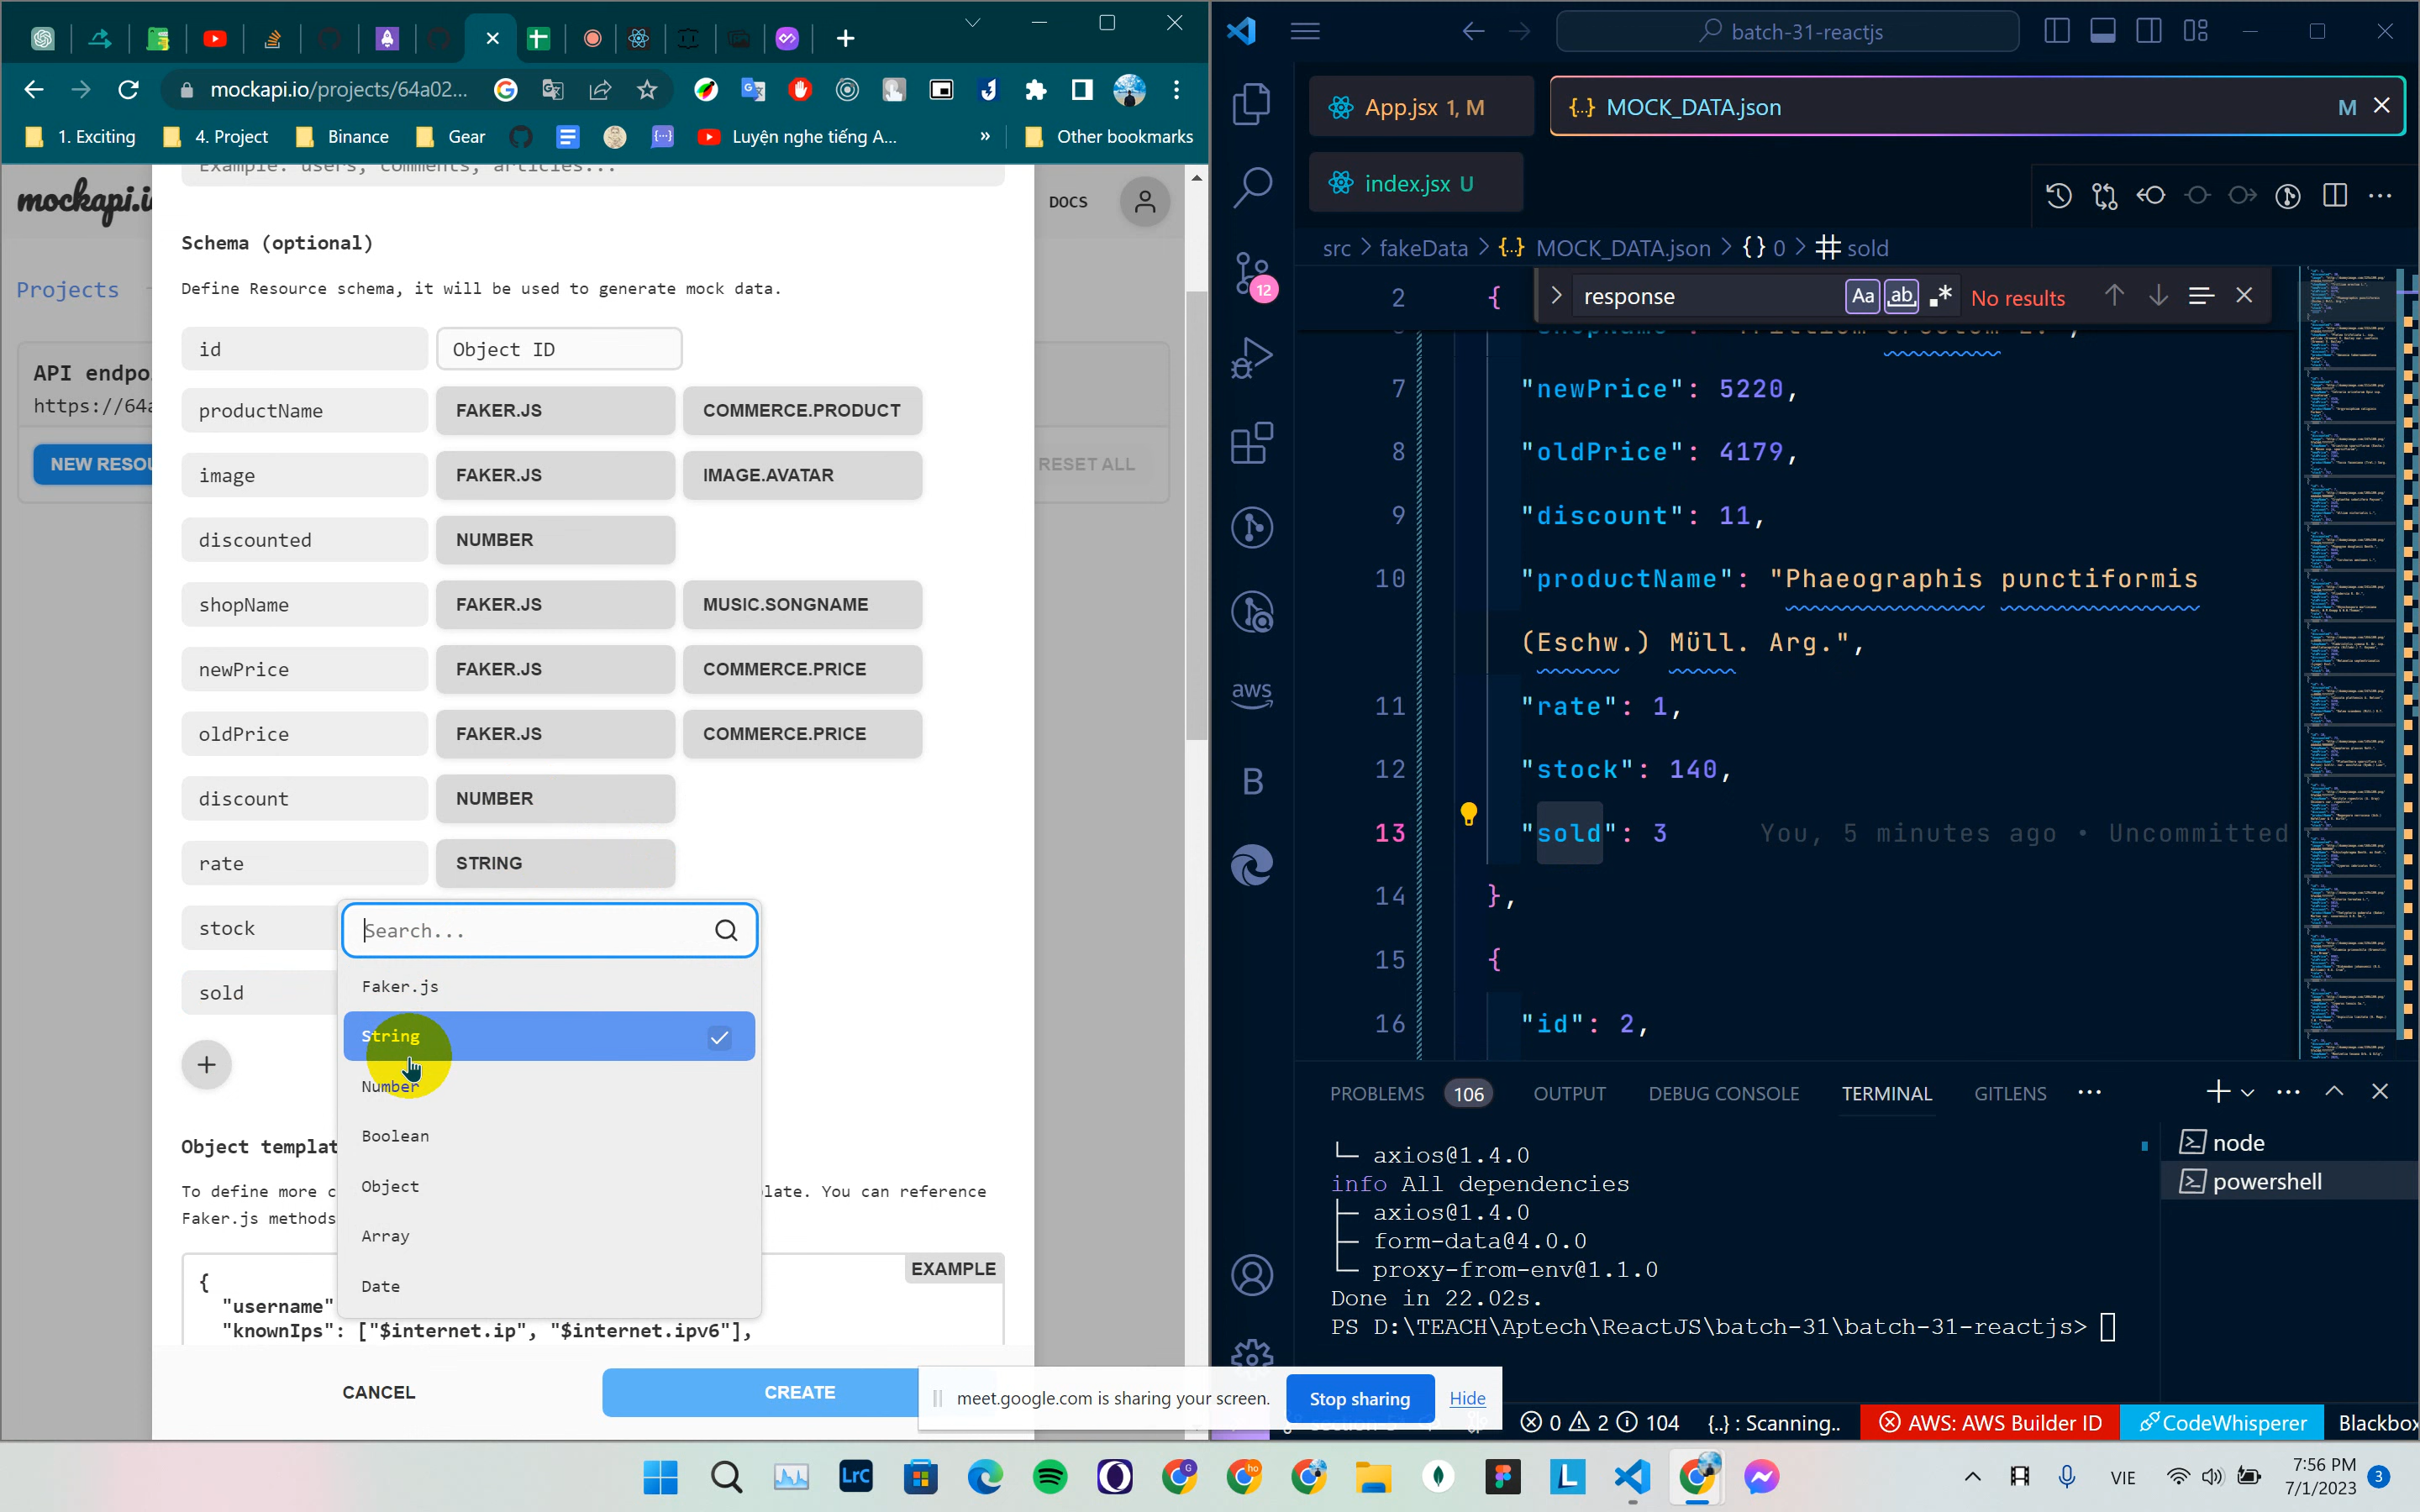 mockapi.io/projects/64a02...
1. Exciting
4. Project
Binance
Gear
Luyện nghe tiếng A...
»
Other bookmarks
Example: users, comments, articles...
mockapi.i
DOCS
Schema (optional)
Projects
Define Resource schema, it will be used to generate mock data.
id
Object ID
API endpo
https://64a
productName
FAKER.JS
COMMERCE.PRODUCT
NEW RESOU
RESET ALL
image
FAKER.JS
IMAGE.AVATAR
discounted
NUMBER
shopName
FAKER.JS
MUSIC.SONGNAME
newPrice
FAKER.JS
COMMERCE.PRICE
oldPrice
FAKER.JS
COMMERCE.PRICE
discount
NUMBER
rate
STRING
stock
Search...
Faker.js
sold
String
Number
Boolean
Object templat
Object
To define more c
late. You can reference
Faker.js methods
Array
EXAMPLE
Date
{
"username"
"knownIps": ["$internet.ip", "$internet.ipv6"],
CANCEL
CREATE
meet.google.com is sharing your screen.
Stop sharing
Hide
batch-31-reactjs
App.jsx 1, M
{..} MOCK_DATA.json
M
index.jsx U
src > fakeData > {..} MOCK_DATA.json > {} 0 > # sold
response
Aa
ab
No results
2 {
7 "newPrice": 5220,
8 "oldPrice": 4179,
9 "discount": 11,
10 "productName": "Phaeographis punctiformis
(Eschw.) Müll. Arg.",
11 "rate": 1,
12 "stock": 140,
13 "sold": 3 You, 5 minutes ago • Uncommitted
14 },
15 {
16 "id": 2,
12
aws
B
PROBLEMS 106 OUTPUT DEBUG CONSOLE TERMINAL GITLENS
└─ axios@1.4.0
info All dependencies
├─ axios@1.4.0
├─ form-data@4.0.0
└─ proxy-from-env@1.1.0
Done in 22.02s.
PS D:\TEACH\Aptech\ReactJS\batch-31\batch-31-reactjs>
node
powershell
0 2 104 {..} : Scanning.. AWS: AWS Builder ID CodeWhisperer Blackbox
LrC
VIE
7:56 PM
7/1/2023
3